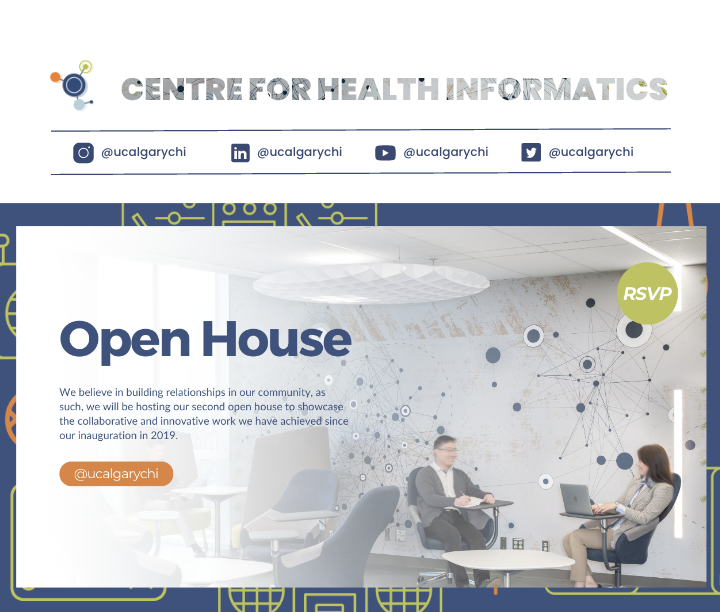 CENTRE FOR HEALTH INFORMATICS
@ucalgarychi @ucalgarychi @ucalgarychi @ucalgarychi
RSVP
Open House
We believe in building relationships in our community, as
such, we will be hosting our second open house to showcase
the collaborative and innovative work we have achieved since
our inauguration in 2019.
@ucalgarychi